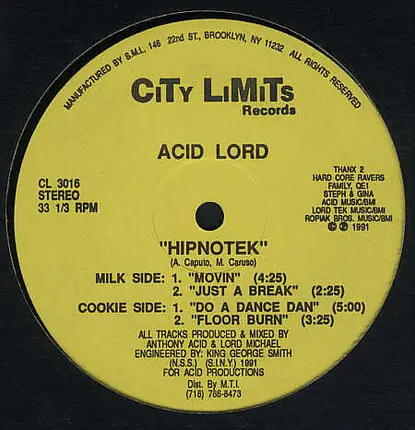 MANUFACTURED BY S.M.L. 146 22nd ST., BROOKLYN, NY 11232 ALL RIGHTS RESERVED
CiTy LiMiTs
Records
ACID LORD
CL 3016
STEREO
33 1/3 RPM
THANX 2
HARD CORE RAVERS
FAMILY, QE1
STEPH & GINA
ACID MUSIC/BMI
LORD TEK MUSIC/BMI
ROPIAK BROS. MUSIC/BMI
© ℗ 1991
"HIPNOTEK"
(A. Caputo, M. Caruso)
MILK SIDE: 1. "MOVIN" (4:25)
2. "JUST A BREAK" (2:25)
COOKIE SIDE: 1. "DO A DANCE DAN" (5:00)
2. "FLOOR BURN" (3:25)
ALL TRACKS PRODUCED & MIXED BY
ANTHONY ACID & LORD MICHAEL
ENGINEERED BY: KING GEORGE SMITH
(N.S.S.) (S.I.N.Y.) 1991
FOR ACID PRODUCTIONS
Dist. By M.T.I.
(718) 788-8473